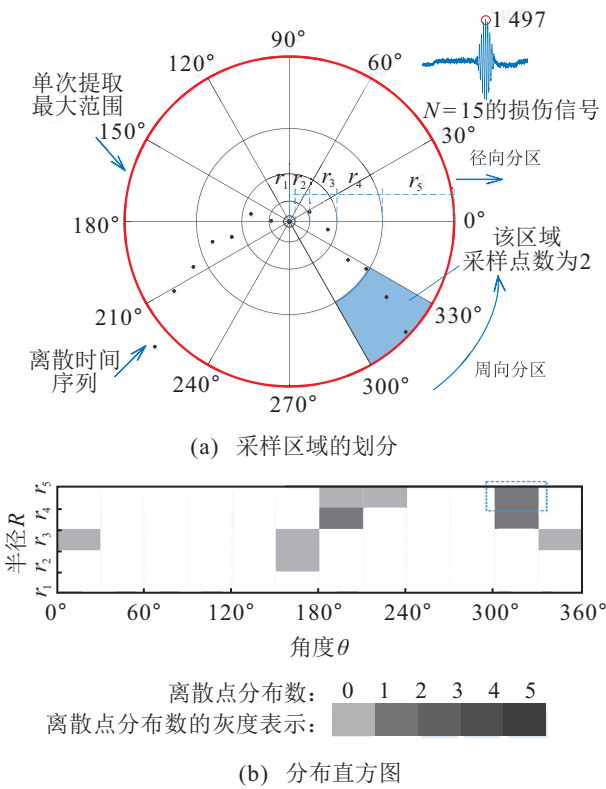 1 497
N=15的损伤信号
90°
120°
60°
单次提取
最大范围
150°
30°
径向分区
r₁ r₂ r₃ r₄ r₅
180°
0°
该区域
采样点数为2
210°
330°
离散时间
序列
240°
300°
周向分区
270°
(a) 采样区域的划分
半径R
r₅
r₄
r₃
r₂
r₁
0° 60° 120° 180° 240° 300° 360°
角度θ
离散点分布数： 0 1 2 3 4 5
离散点分布数的灰度表示：
(b) 分布直方图